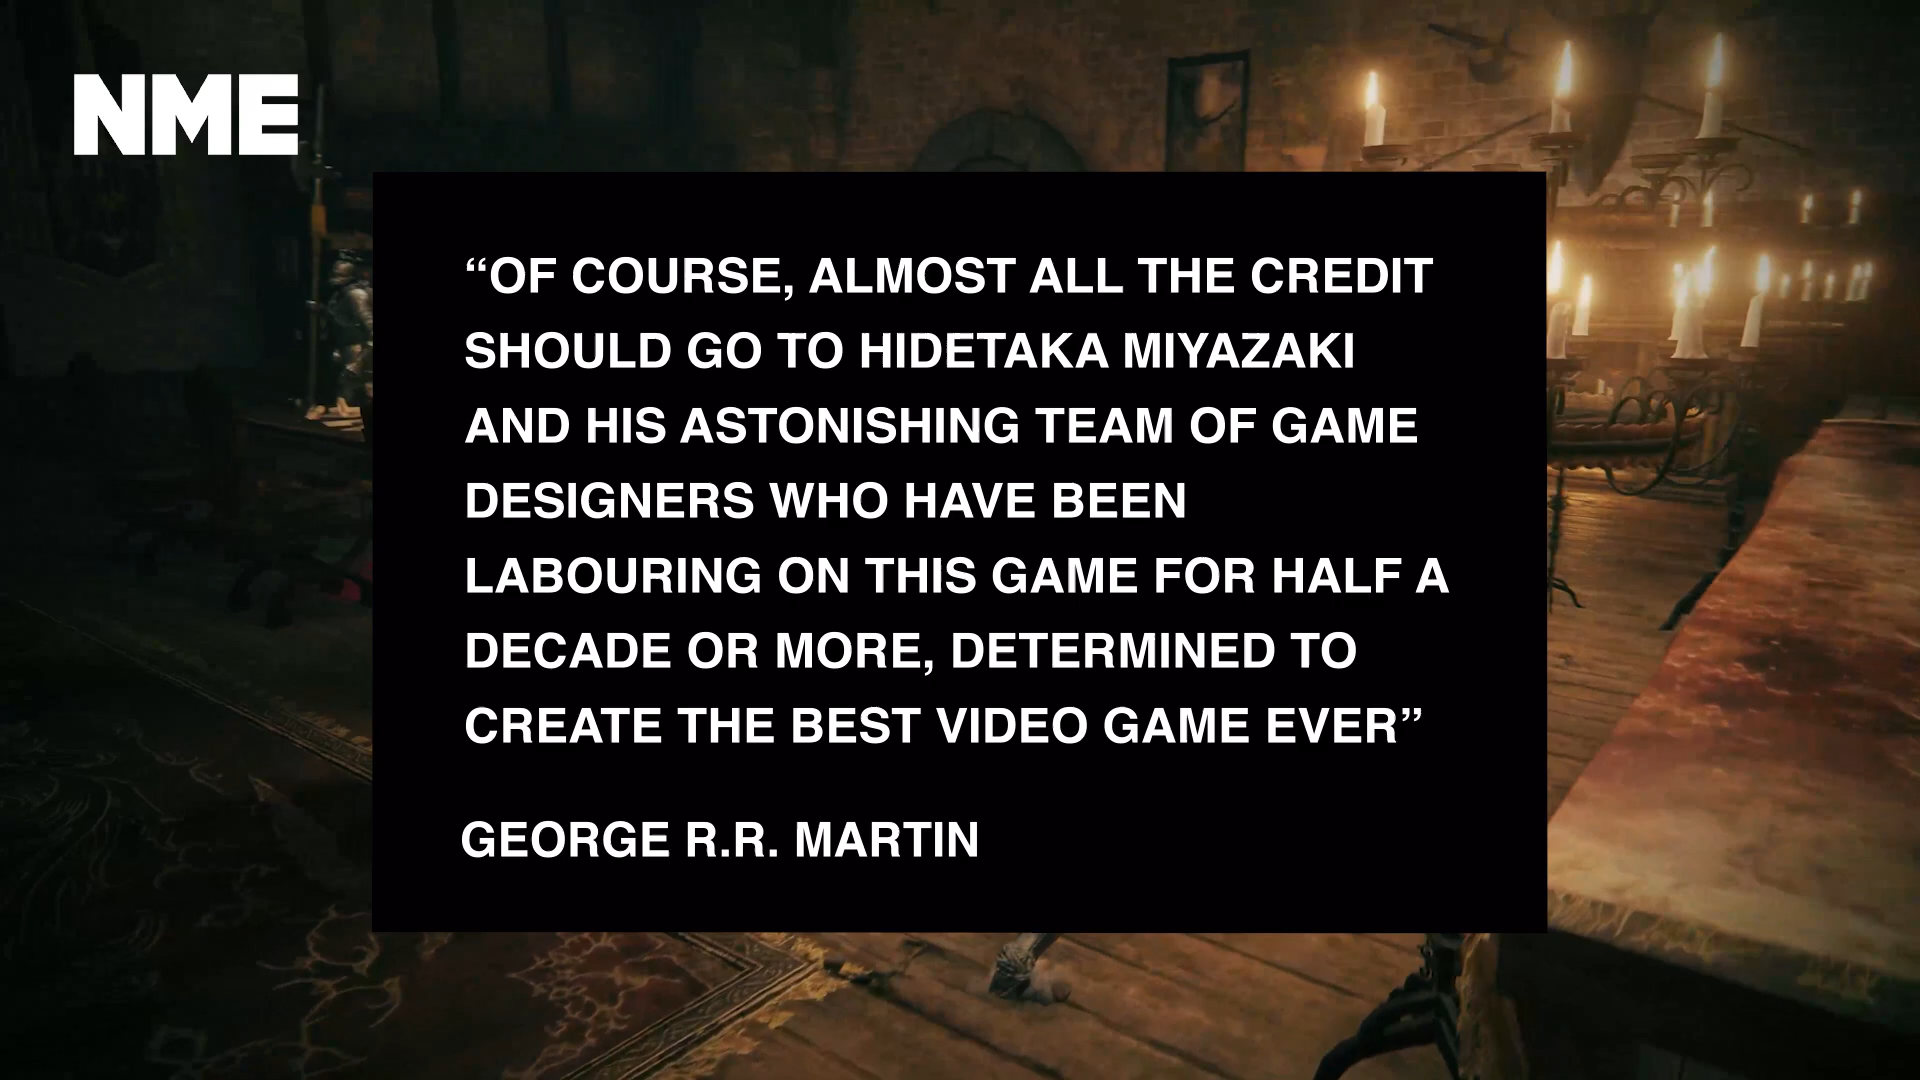 NME
“OF COURSE, ALMOST ALL THE CREDIT
SHOULD GO TO HIDETAKA MIYAZAKI
AND HIS ASTONISHING TEAM OF GAME
DESIGNERS WHO HAVE BEEN
LABOURING ON THIS GAME FOR HALF A
DECADE OR MORE, DETERMINED TO
CREATE THE BEST VIDEO GAME EVER”
GEORGE R.R. MARTIN